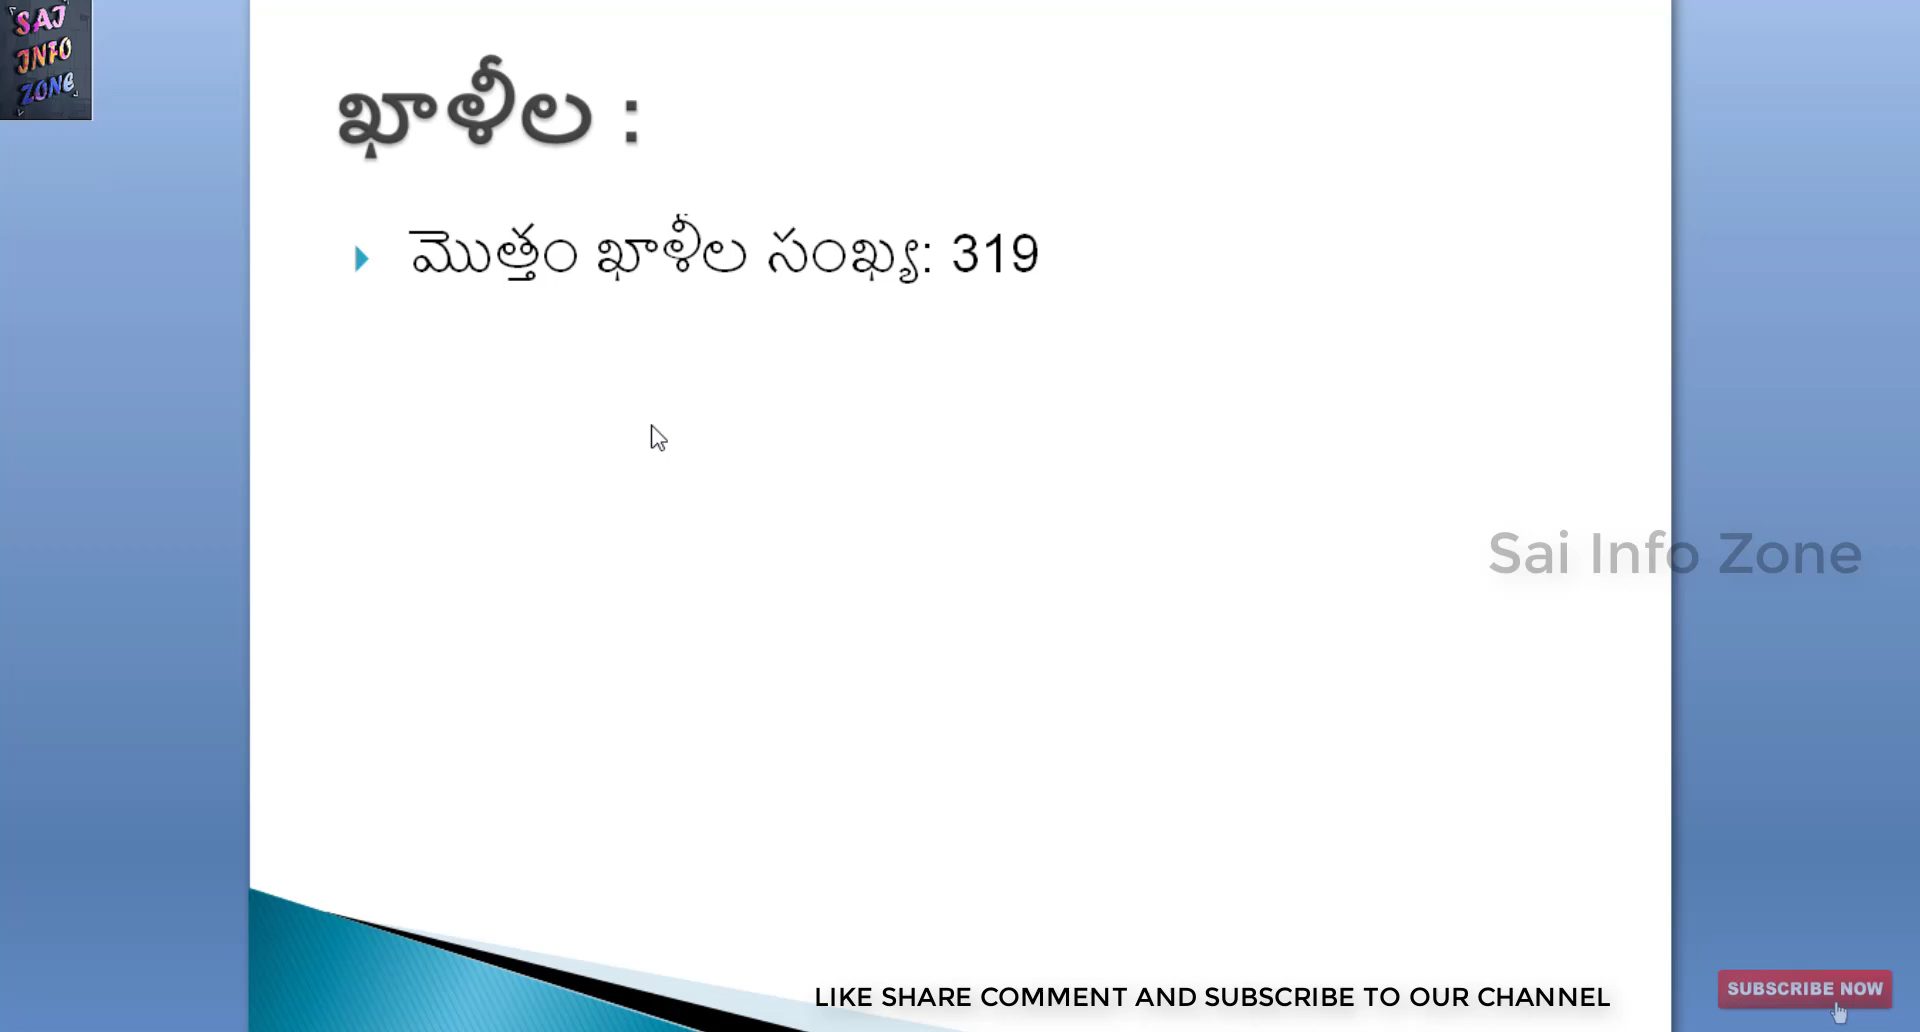 SAI
INFO
ZONE
ఖాళీల :
మొత్తం ఖాళీల సంఖ్య: 319
Sai Info Zone
LIKE SHARE COMMENT AND SUBSCRIBE TO OUR CHANNEL
SUBSCRIBE NOW